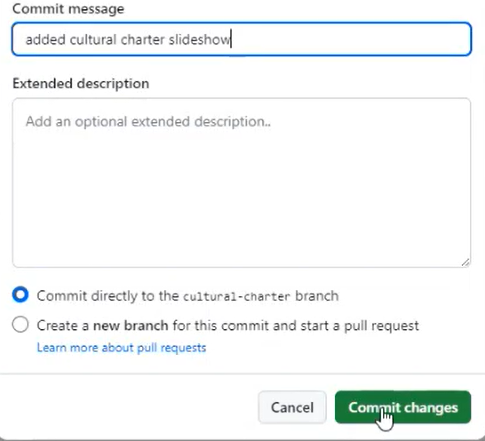 Commit message
added cultural charter slideshow
Extended description
Add an optional extended description..
Commit directly to the cultural-charter branch
Create a new branch for this commit and start a pull request
Learn more about pull requests
Cancel
Commit changes